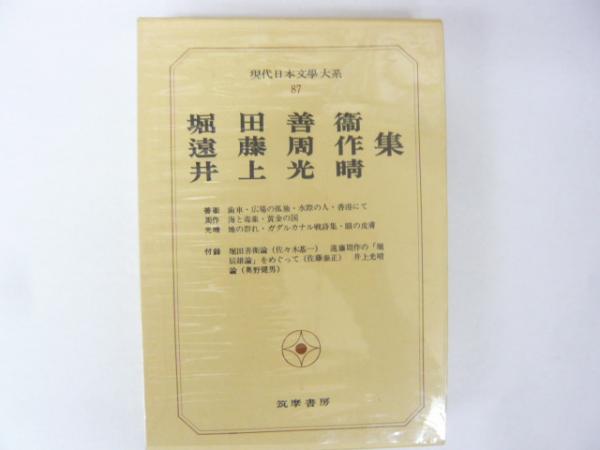 現代日本文學大系
87
堀田善衞
遠藤周作 集
井上光晴
善衞 歯車・広場の孤独・水際の人・香港にて
周作 海と毒薬・黄金の国
光晴 地の群れ・ガダルカナル戦詩集・眼の皮膚
付録 堀田善衞論(佐々木基一) 遠藤周作の「堀
辰雄論」をめぐって(佐藤泰正) 井上光晴
論(奥野健男)
筑摩書房